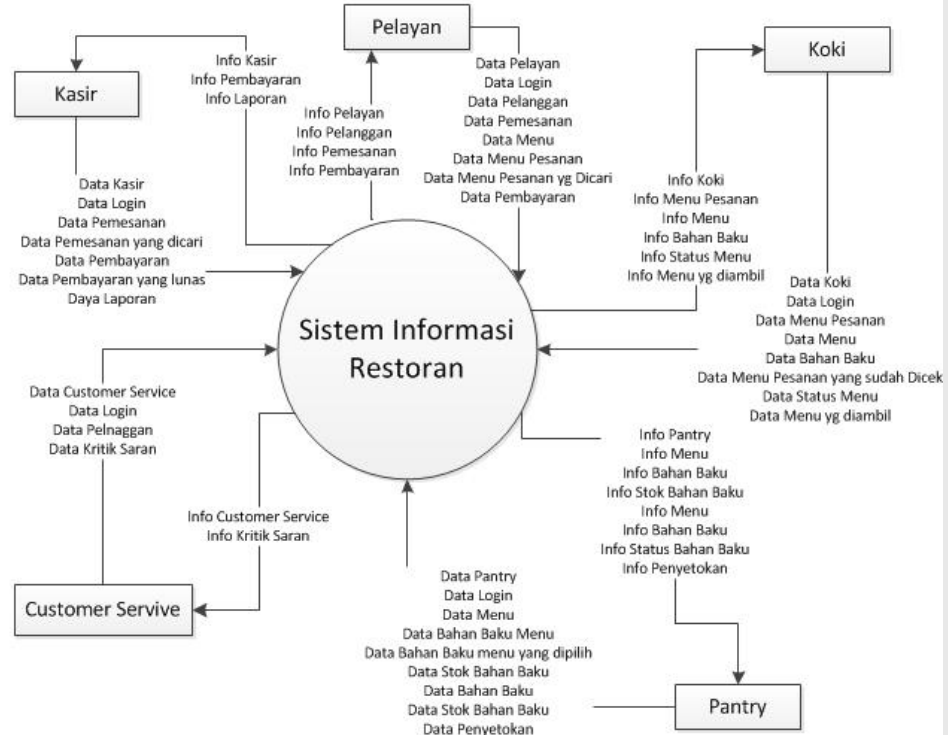 Pelayan
Kasir
Koki
Info Kasir
Info Pembayaran
Info Laporan
Info Pelayan
Info Pelanggan
Info Pemesanan
Info Pembayaran
Data Pelayan
Data Login
Data Pelanggan
Data Pemesanan
Data Menu
Data Menu Pesanan
Data Menu Pesanan yg Dicari
Data Pembayaran
Info Koki
Info Menu Pesanan
Info Menu
Info Bahan Baku
Info Status Menu
Info Menu yg diambil
Data Kasir
Data Login
Data Pemesanan
Data Pemesanan yang dicari
Data Pembayaran
Data Pembayaran yang lunas
Daya Laporan
Sistem Informasi
Restoran
Data Koki
Data Login
Data Menu Pesanan
Data Menu
Data Bahan Baku
Data Menu Pesanan yang sudah Dicek
Data Status Menu
Data Menu yg diambil
Data Customer Service
Data Login
Data Pelnaggan
Data Kritik Saran
Info Customer Service
Info Kritik Saran
Info Pantry
Info Menu
Info Bahan Baku
Info Stok Bahan Baku
Info Menu
Info Bahan Baku
Info Status Bahan Baku
Info Penyetokan
Customer Servive
Data Pantry
Data Login
Data Menu
Data Bahan Baku Menu
Data Bahan Baku menu yang dipilih
Data Stok Bahan Baku
Data Bahan Baku
Data Stok Bahan Baku
Data Penyetokan
Pantry